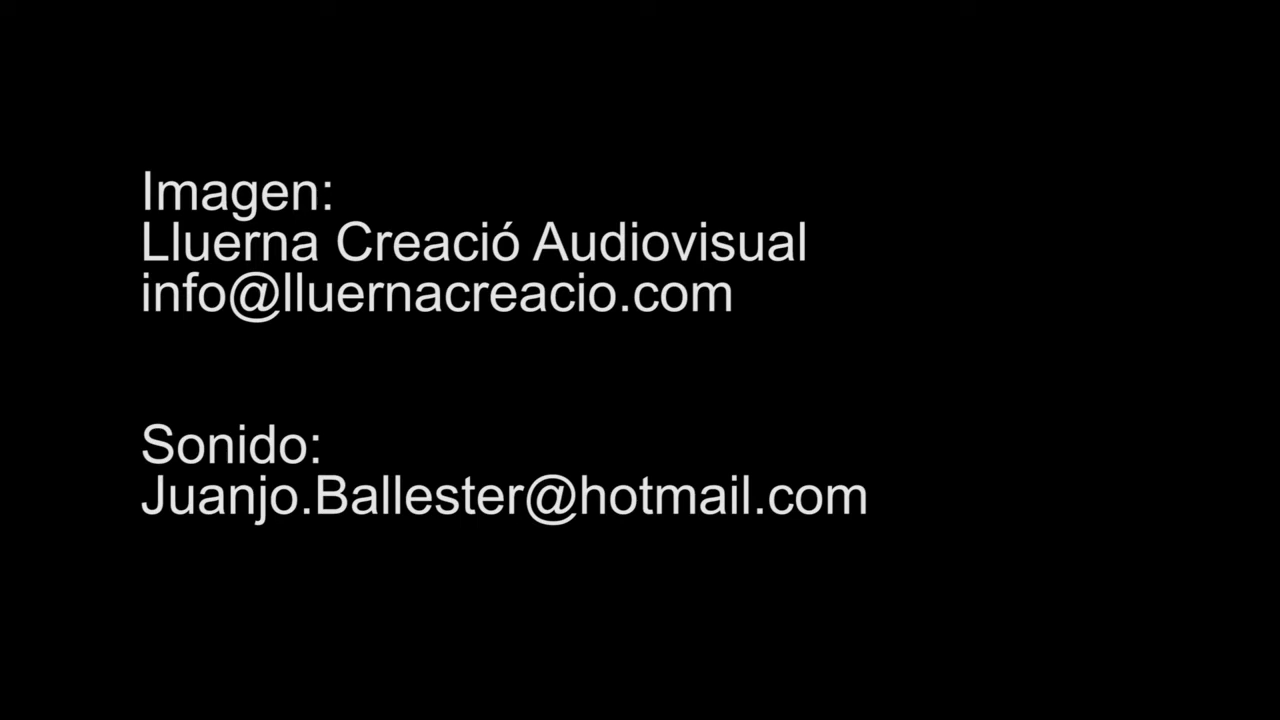 Imagen:
Lluerna Creació Audiovisual
info@lluernacreacio.com
Sonido:
Juanjo.Ballester@hotmail.com